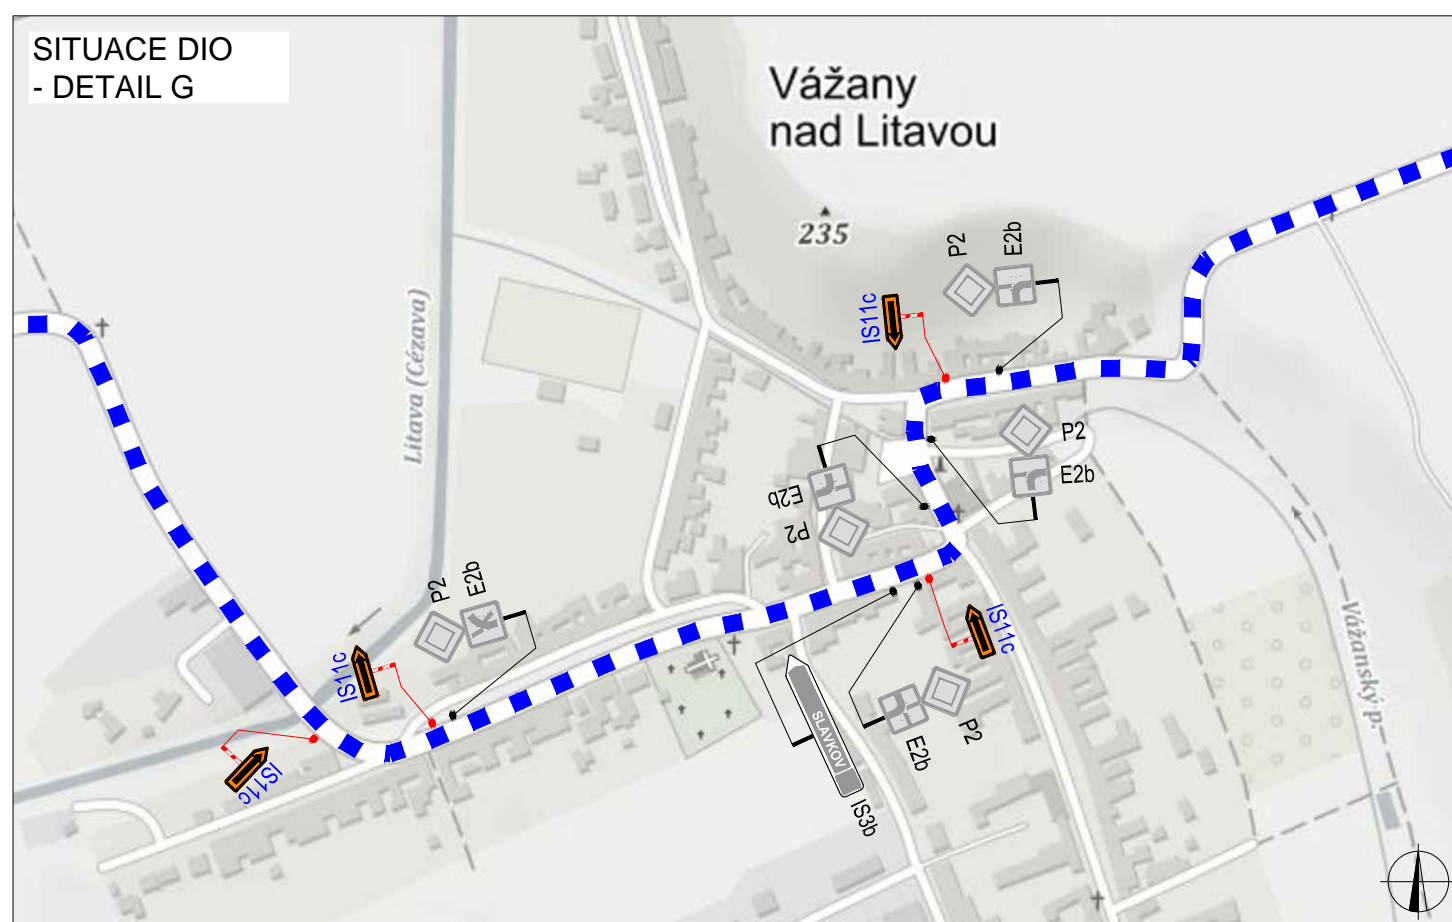 SITUACE DIO
- DETAIL G
Vážany
nad Litavou
235
P2
E2b
IS11c
Litava (Cézava)
P2
E2b
E2b
P2
P2
E2b
IS11c
IS11c
IS11c
SLAVKOV
IS3b
E2b
P2
Vážanský p.